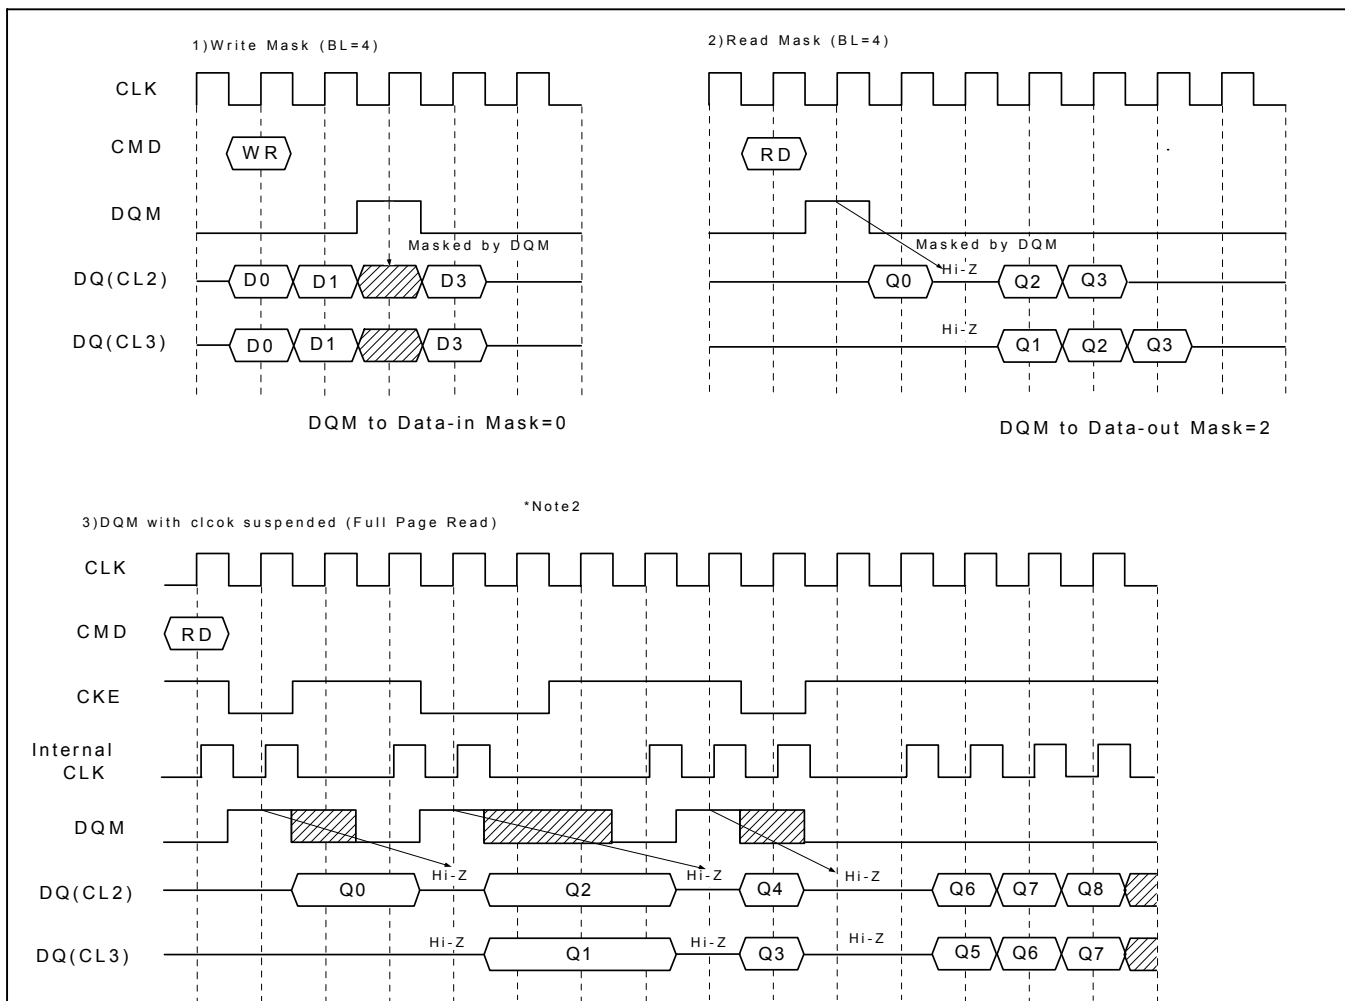 1)Write Mask (BL=4)
2)Read Mask (BL=4)
CLK
CMD
WR
RD
DQM
Masked by DQM
Masked by DQM
Hi-Z
DQ(CL2)
D0
D1
D3
Q0
Q2
Q3
Hi-Z
DQ(CL3)
D0
D1
D3
Q1
Q2
Q3
DQM to Data-in Mask=0
DQM to Data-out Mask=2
*Note2
3)DQM with clcok suspended (Full Page Read)
CLK
CMD
RD
CKE
Internal
CLK
DQM
Hi-Z
Hi-Z
Hi-Z
DQ(CL2)
Q0
Q2
Q4
Q6
Q7
Q8
Hi-Z
Hi-Z
Hi-Z
DQ(CL3)
Q1
Q3
Q5
Q6
Q7